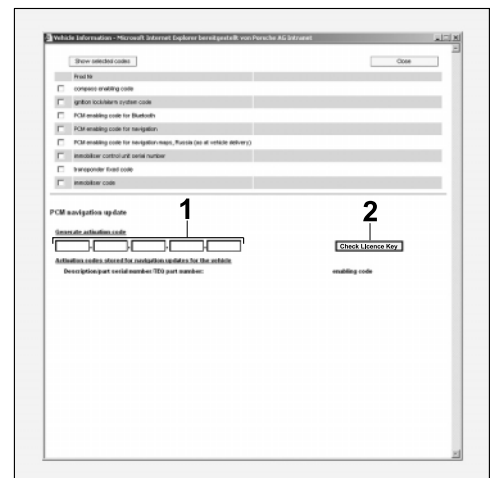 Vehicle Information - Microsoft Internet Explorer bereitgestellt von Porsche AG Intranet
Show selected codes
Close
Prod Nr
compass enabling code
ignition lock/alarm system code
PCM enabling code for Bluetooth
PCM enabling code for navigation
PCM enabling code for navigation maps, Russia (as at vehicle delivery)
immobiliser control unit serial number
transponder fixed code
immobiliser code
PCM navigation update
1
2
Generate activation code
Check Licence Key
Activation codes stored for navigation updates for the vehicle
Description/part serial number/TEQ part number:
enabling code